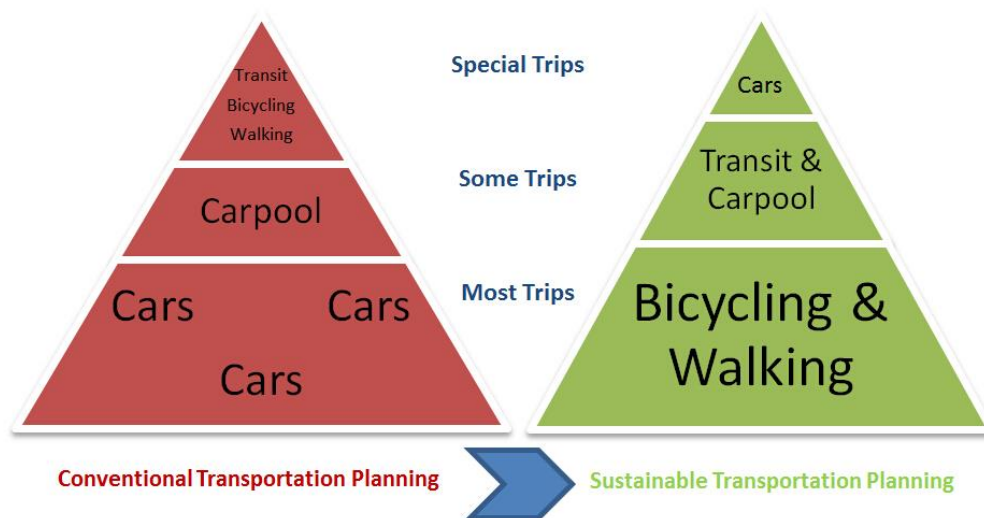 Transit
Bicycling
Walking
Carpool
Cars Cars
Cars
Special Trips
Some Trips
Most Trips
Cars
Transit &
Carpool
Bicycling &
Walking
Conventional Transportation Planning
Sustainable Transportation Planning